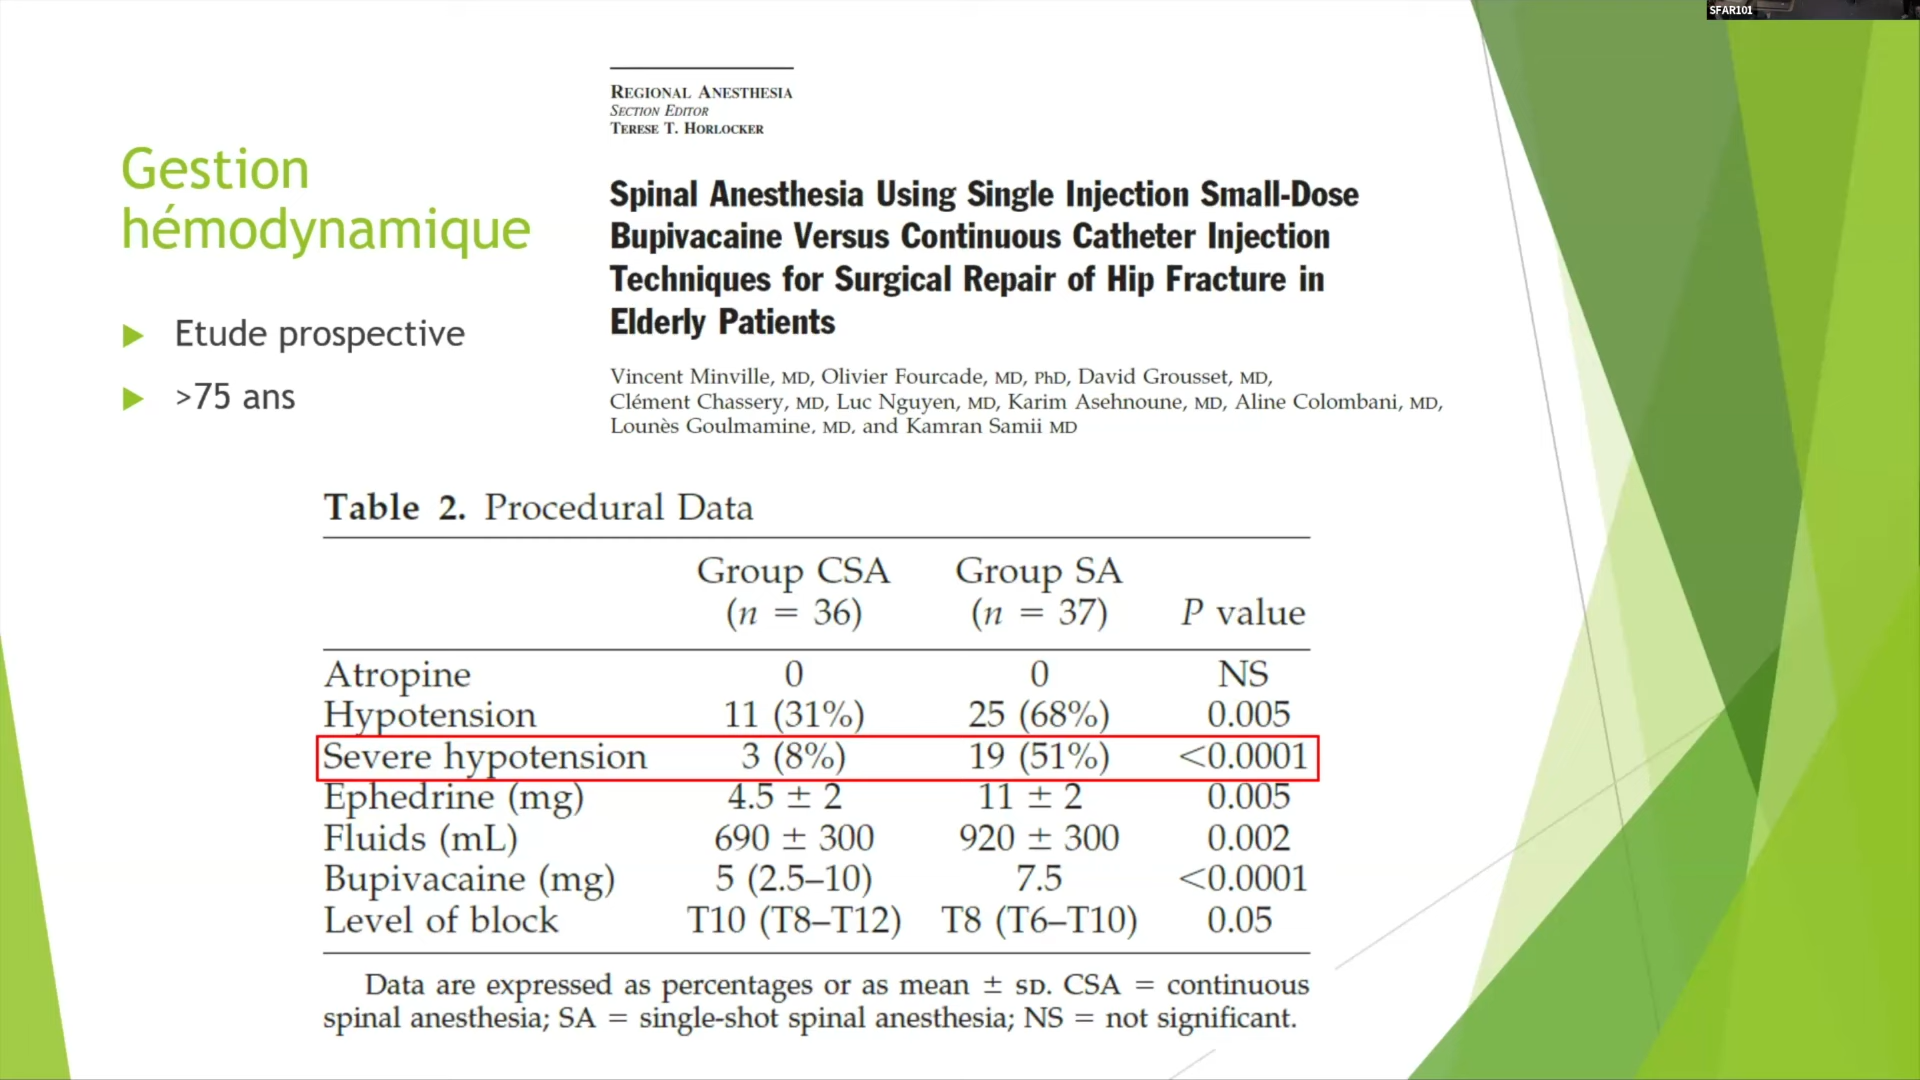 SFAR101
REGIONAL ANESTHESIA
SECTION EDITOR
TERESE T. HORLOCKER
Gestion
hémodynamique
Spinal Anesthesia Using Single Injection Small-Dose
Bupivacaine Versus Continuous Catheter Injection
Techniques for Surgical Repair of Hip Fracture in
Elderly Patients
Etude prospective
>75 ans
Vincent Minville, MD, Olivier Fourcade, MD, PhD, David Grousset, MD,
Clément Chassery, MD, Luc Nguyen, MD, Karim Asehnoune, MD, Aline Colombani, MD,
Lounès Goulmamine, MD, and Kamran Samii MD
Table 2. Procedural Data
Group CSA Group SA
(n = 36) (n = 37) P value
Atropine 0 0 NS
Hypotension 11 (31%) 25 (68%) 0.005
Severe hypotension 3 (8%) 19 (51%) <0.0001
Ephedrine (mg) 4.5 ± 2 11 ± 2 0.005
Fluids (mL) 690 ± 300 920 ± 300 0.002
Bupivacaine (mg) 5 (2.5–10) 7.5 <0.0001
Level of block T10 (T8–T12) T8 (T6–T10) 0.05
Data are expressed as percentages or as mean ± SD. CSA = continuous
spinal anesthesia; SA = single-shot spinal anesthesia; NS = not significant.